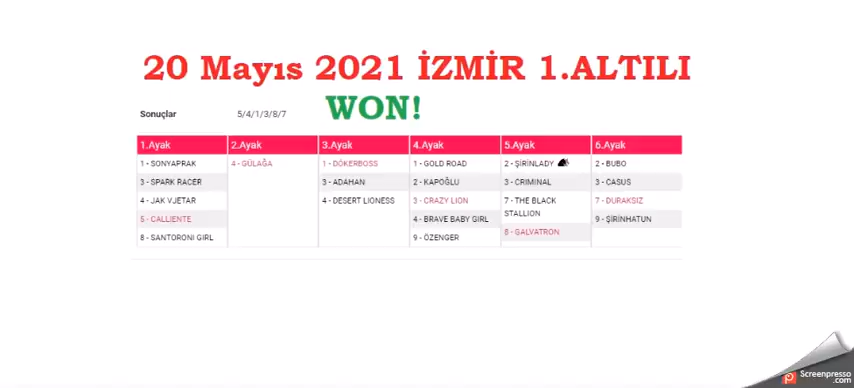 20 Mayıs 2021 İZMİR 1.ALTILI
WON!
Sonuçlar 5/4/1/3/8/7
1.Ayak 2.Ayak 3.Ayak 4.Ayak 5.Ayak 6.Ayak
1 - SONYAPRAK 4 - GÜLAĞA 1 - DÖKERBOSS 1 - GOLD ROAD 2 - ŞİRİNLADY 2 - BUBO
3 - SPARK RACER 3 - ADAHAN 2 - KAPOĞLU 3 - CRIMINAL 3 - CASUS
4 - JAK VJETAR 4 - DESERT LIONESS 3 - CRAZY LION 7 - THE BLACK 7 - DURAKSIZ
STALLION
5 - CALLIENTE 4 - BRAVE BABY GIRL 9 - ŞİRİNHATUN
8 - GALVATRON
8 - SANTORONI GIRL 9 - ÖZENGER
Screenpresso
.com